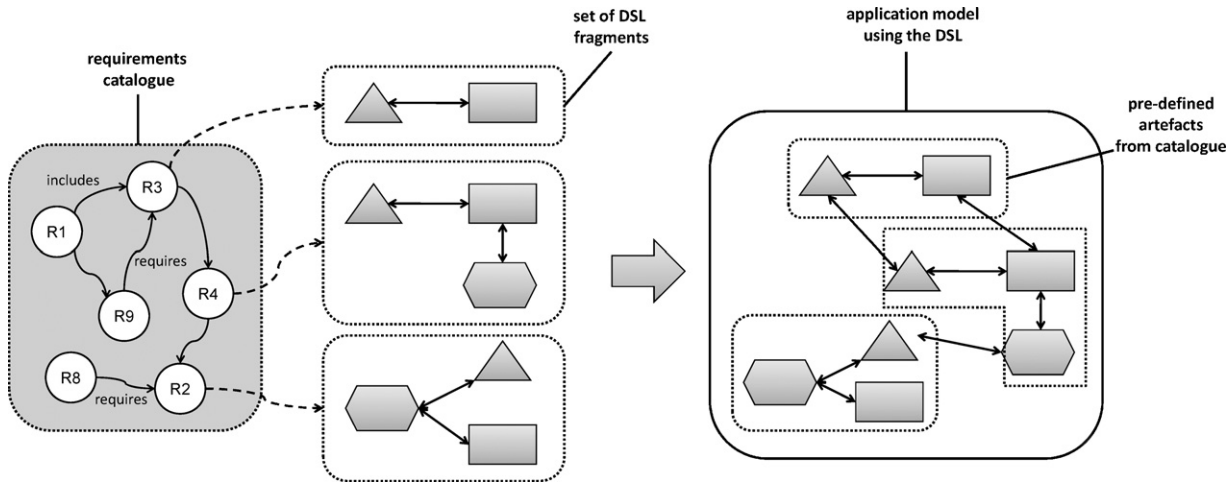 requirements
catalogue
set of DSL
fragments
application model
using the DSL
pre-defined
artefacts
from catalogue
includes
R3
R1
requires
R4
R9
R8
requires
R2